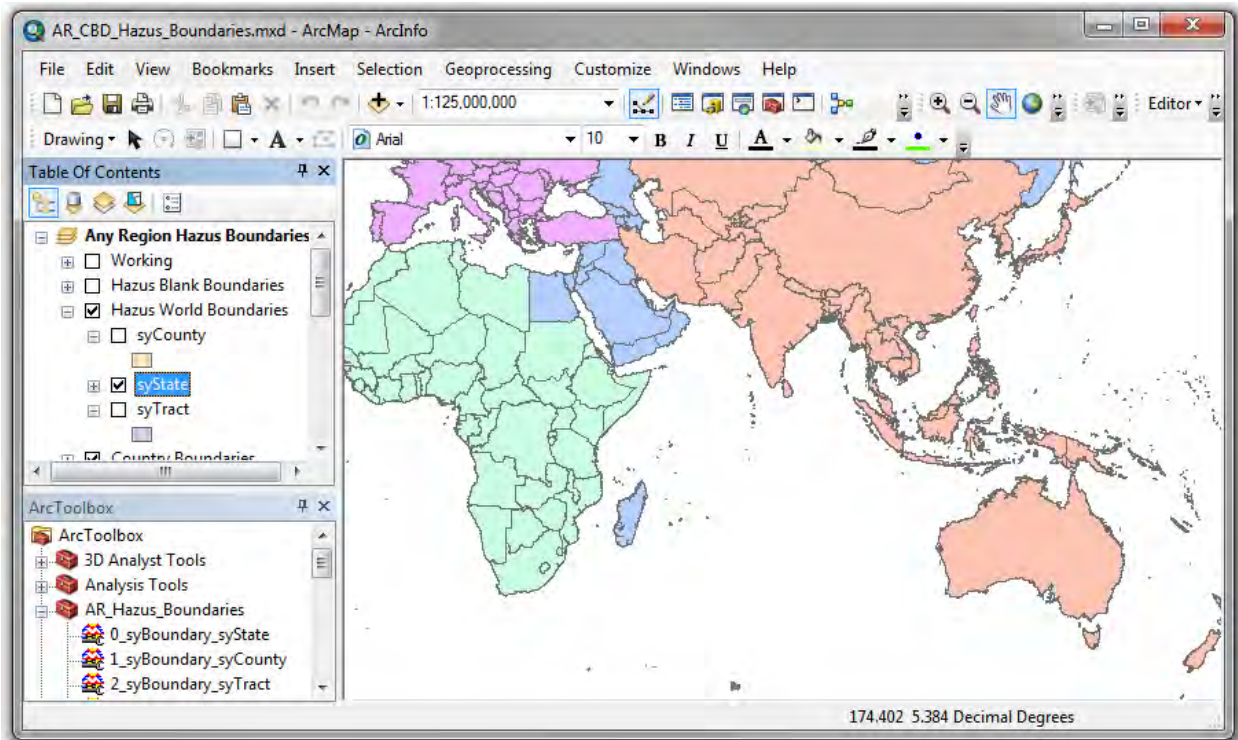 AR_CBD_Hazus_Boundaries.mxd - ArcMap - ArcInfo
File Edit View Bookmarks Insert Selection Geoprocessing Customize Windows Help
1:125,000,000 Editor
Drawing A Arial 10 B I U A
Table Of Contents
Any Region Hazus Boundaries
Working
Hazus Blank Boundaries
Hazus World Boundaries
syCounty
syState
syTract
Country Boundaries
ArcToolbox
ArcToolbox
3D Analyst Tools
Analysis Tools
AR_Hazus_Boundaries
0_syBoundary_syState
1_syBoundary_syCounty
2_syBoundary_syTract
174.402 5.384 Decimal Degrees